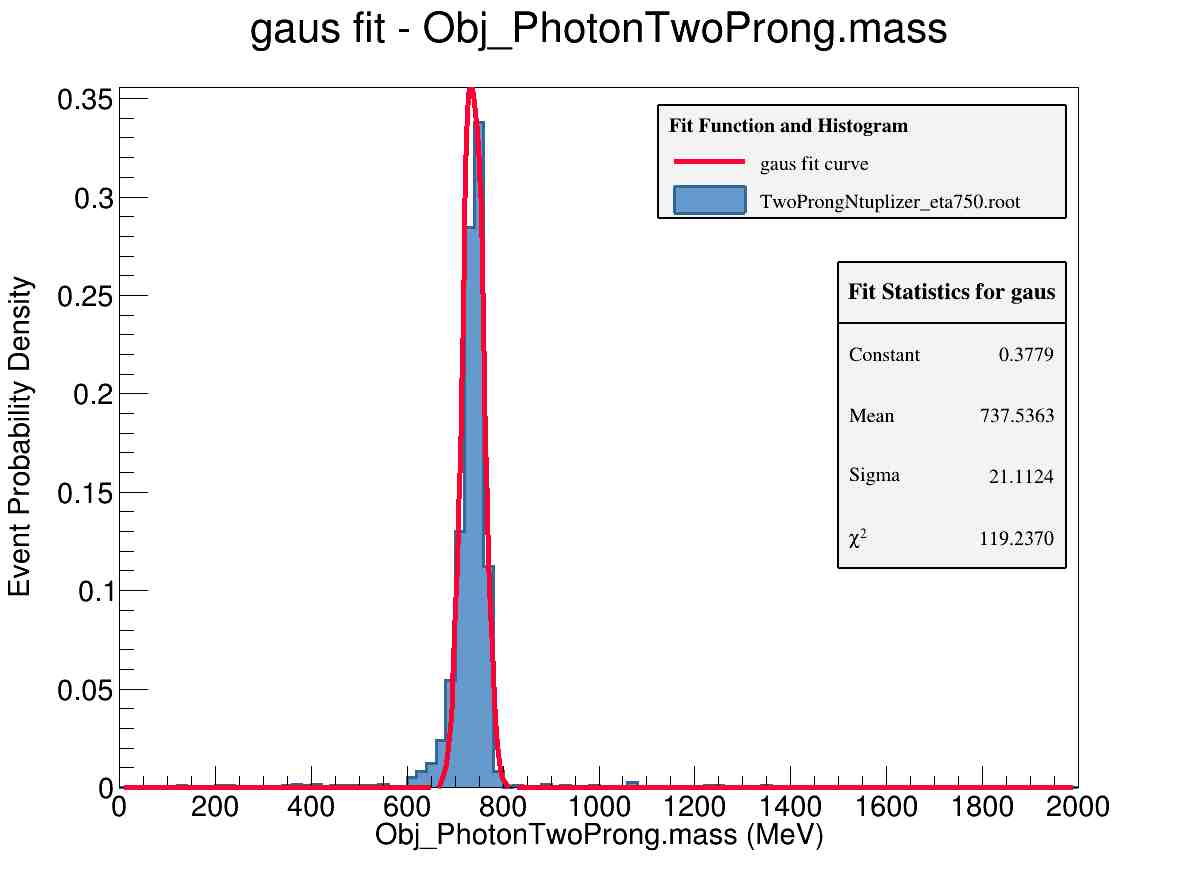 gaus fit - Obj_PhotonTwoProng.mass
Event Probability Density
0.35
0.3
0.25
0.2
0.15
0.1
0.05
0
0 200 400 600 800 1000 1200 1400 1600 1800 2000
Obj_PhotonTwoProng.mass (MeV)
Fit Function and Histogram
gaus fit curve
TwoProngNtuplizer_eta750.root
Fit Statistics for gaus
Constant 0.3779
Mean 737.5363
Sigma 21.1124
χ² 119.2370